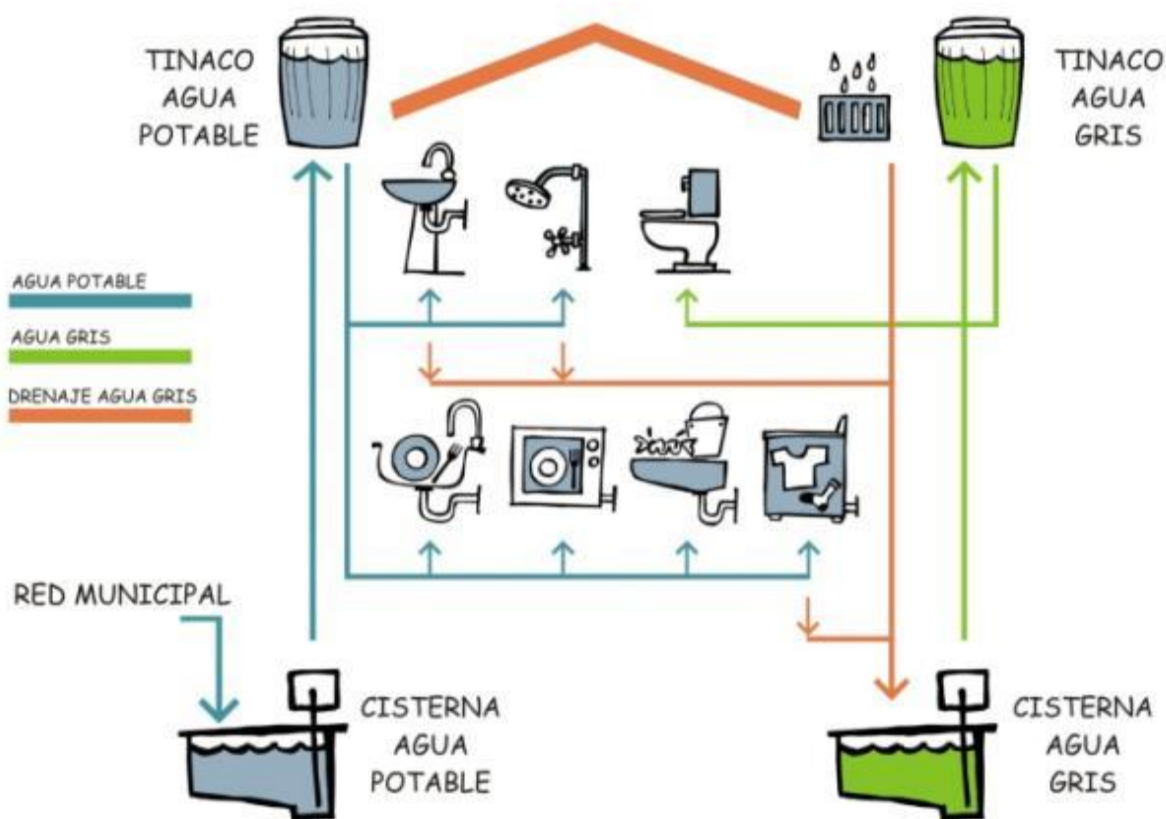 TINACO
AGUA
POTABLE
TINACO
AGUA
GRIS
AGUA POTABLE
AGUA GRIS
DRENAJE AGUA GRIS
RED MUNICIPAL
CISTERNA
AGUA
POTABLE
CISTERNA
AGUA
GRIS